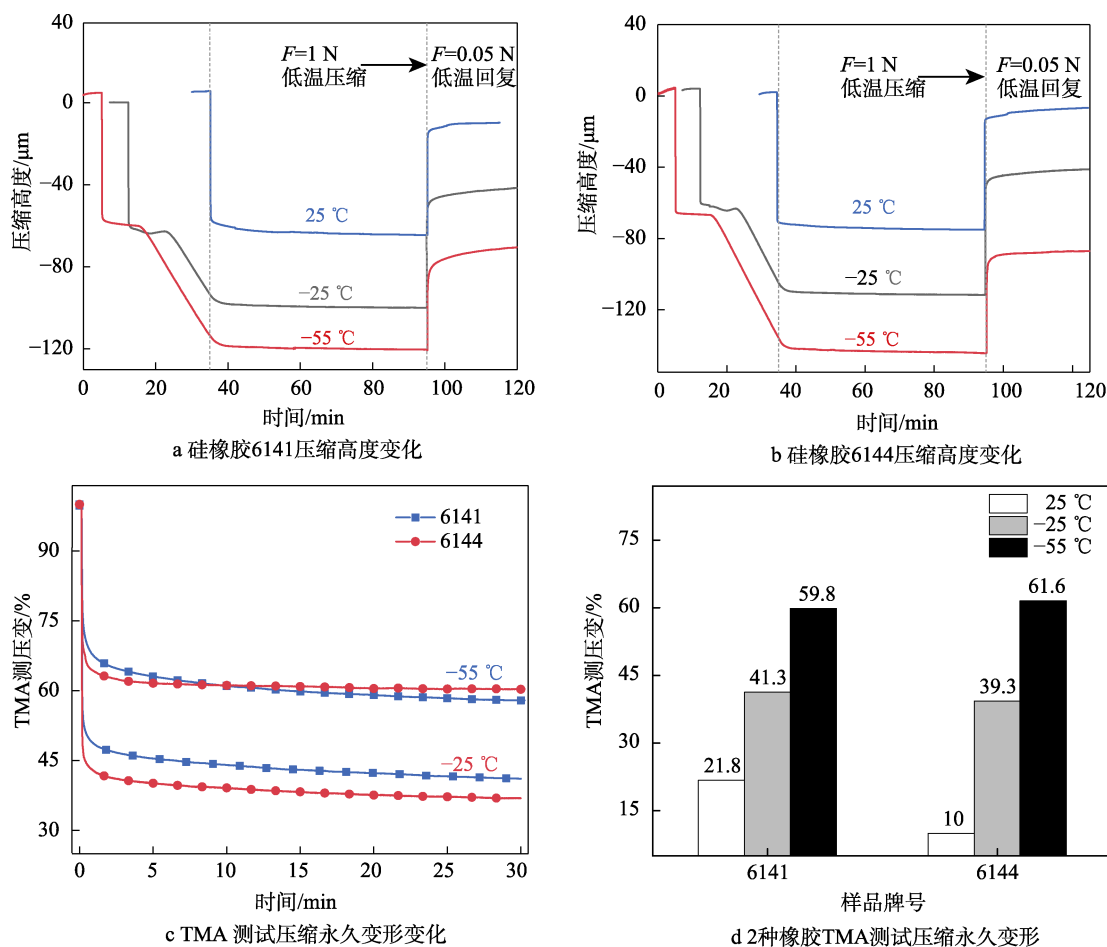 40
0
−40
−80
−120
压缩高度/μm
F=1 N
低温压缩
F=0.05 N
低温回复
25 ℃
−25 ℃
−55 ℃
0 20 40 60 80 100 120
时间/min
a 硅橡胶6141压缩高度变化
40
0
−40
−80
−120
压缩高度/μm
F=1 N
低温压缩
F=0.05 N
低温回复
25 ℃
−25 ℃
−55 ℃
0 20 40 60 80 100 120
时间/min
b 硅橡胶6144压缩高度变化
90
75
60
45
30
TMA测压变/%
6141
6144
−55 ℃
−25 ℃
0 5 10 15 20 25 30
时间/min
c TMA 测试压缩永久变形变化
75
60
45
30
15
TMA测压变/%
25 ℃
−25 ℃
−55 ℃
21.8
41.3
59.8
10
39.3
61.6
6141 6144
样品牌号
d 2种橡胶TMA测试压缩永久变形